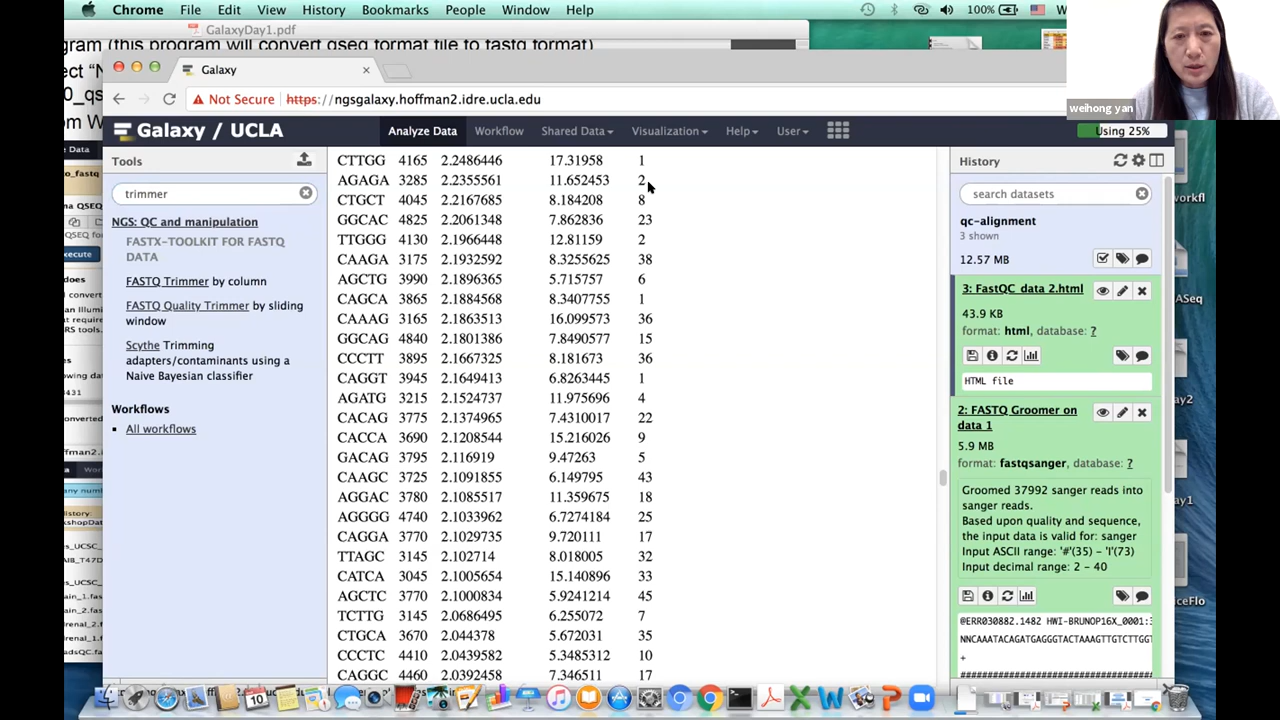 Chrome File Edit View History Bookmarks People Window Help 100%
GalaxyDay1.pdf
ogram (this program will convert qseq format file to fastq format)
Galaxy
Not Secure https://ngsgalaxy.hoffman2.idre.ucla.edu
weihong yan
Galaxy / UCLA Analyze Data Workflow Shared Data Visualization Help User Using 25%
Tools
trimmer
NGS: QC and manipulation
FASTX-TOOLKIT FOR FASTQ
DATA
FASTQ Trimmer by column
FASTQ Quality Trimmer by sliding
window
Scythe Trimming
adapters/contaminants using a
Naive Bayesian classifier
Workflows
All workflows
CTTGG 4165 2.2486446 17.31958 1
AGAGA 3285 2.2335361 11.652453 2
CTGCT 4045 2.2167685 8.184208 8
GGCAC 4825 2.2061348 7.862836 23
TTGGG 4130 2.1966448 12.81159 2
CAAGA 3175 2.1932592 8.3255625 38
AGCTG 3990 2.1896365 5.715757 6
CAGCA 3965 2.1884568 8.3407755 1
CAAAG 3165 2.1863513 16.099573 36
GGCAG 4840 2.1801386 7.8490577 15
CCCTT 3895 2.1667325 8.181673 36
CAGGT 3945 2.1649413 6.8263445 1
AGATG 3215 2.1524737 11.975696 4
CACAG 3775 2.1374965 7.4310017 22
CACCA 3690 2.1208544 15.216026 9
GACAG 3795 2.116919 9.47263 5
CAAGC 3725 2.1091855 6.149795 43
AGGAC 3780 2.1085517 11.359675 18
AGGGG 4740 2.1033962 6.7274184 25
CAGGA 3770 2.1029735 9.720111 17
TTAGC 3145 2.102714 8.018005 32
CATCA 3045 2.1005654 15.140896 33
AGCTC 3770 2.1000834 5.9241214 45
TCTTG 3145 2.0686695 6.255072 7
CTGCA 3670 2.044378 5.672031 35
CCCTC 4410 2.0439582 5.3485312 10
CAGGC 4460 2.0392458 7.346511 17
History
search datasets
qc-alignment
3 shown
12.57 MB
3: FastQC data 2.html
43.9 KB
format: html, database: ?
HTML file
2: FASTQ Groomer on
data 1
5.9 MB
format: fastqsanger, database: ?
Groomed 37992 sanger reads into
sanger reads.
Based upon quality and sequence,
the input data is valid for: sanger
Input ASCII range: '#'(35) - 'I'(73)
Input decimal range: 2 - 40
@ERR030882.1482 HWI-BRUNOP16X_0001:
NNCAAATACAGATGAGGGTACTAAAGTTGTCTTGG
+